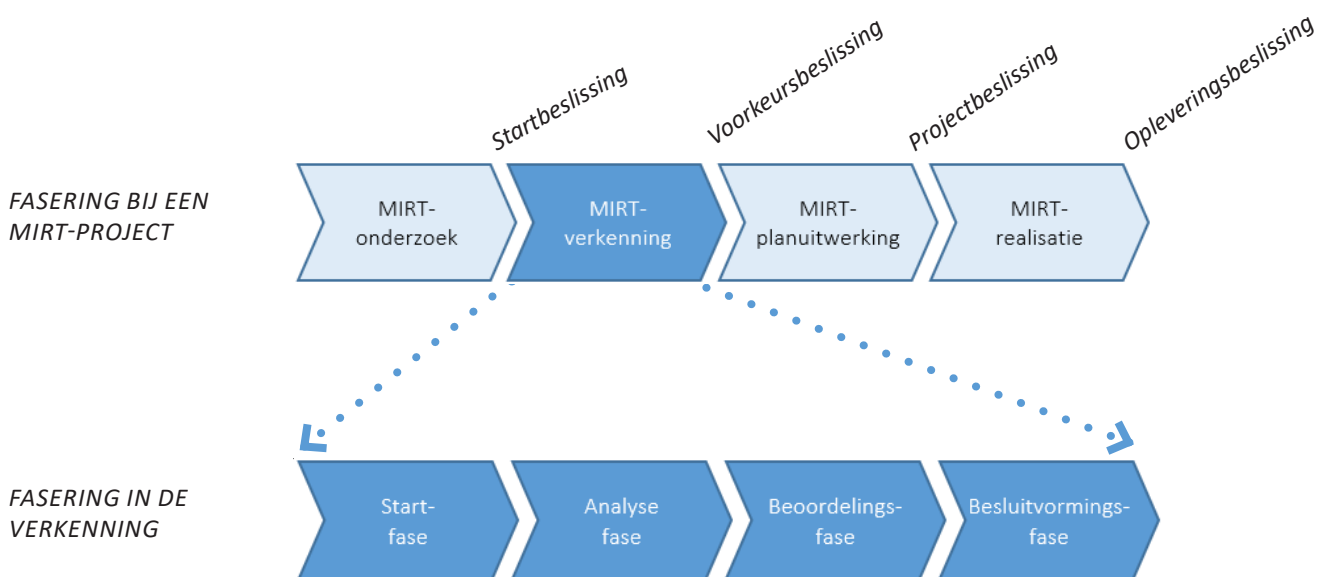 Startbeslissing
Voorkeursbeslissing
Projectbeslissing
Opleveringsbeslissing
FASERING BIJ EEN
MIRT-PROJECT
MIRT-
onderzoek
MIRT-
verkenning
MIRT-
planuitwerking
MIRT-
realisatie
FASERING IN DE
VERKENNING
Start-
fase
Analyse
fase
Beoordelings-
fase
Besluitvormings-
fase